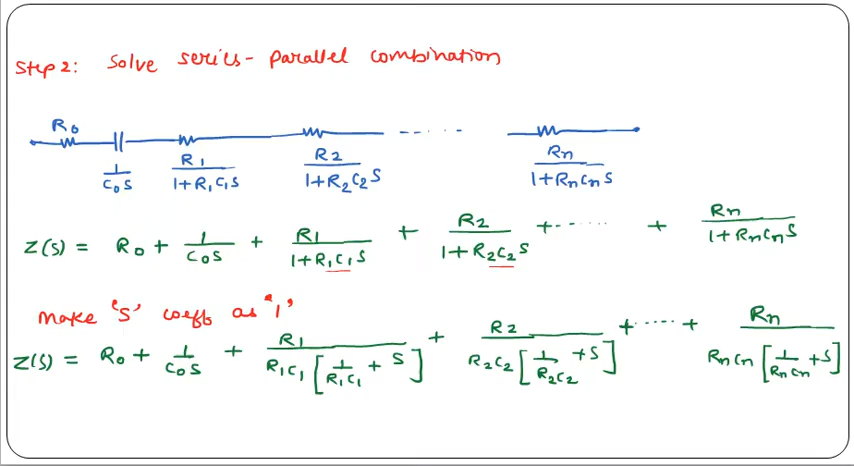 Step 2: Solve series - parallel combination
R0
1/C0S R1/1+R1C1S R2/1+R2C2S ...... Rn/1+RnCnS
Z(S) = R0 + 1/C0S + R1/1+R1C1S + R2/1+R2C2S + ...... + Rn/1+RnCnS
make 'S' coeff as '1'
Z(S) = R0 + 1/C0S + R1/R1C1[1/R1C1 + S] + R2/R2C2[1/R2C2 + S] + ..... + Rn/RnCn[1/RnCn + S]